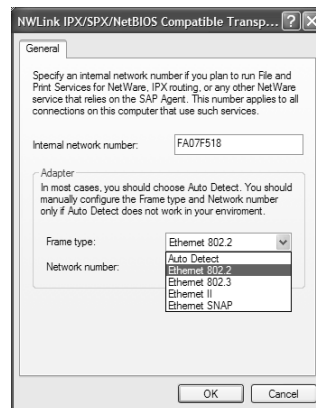 NWLink IPX/SPX/NetBIOS Compatible Transp...
General
Specify an internal network number if you plan to run File and
Print Services for NetWare, IPX routing, or any other NetWare
service that relies on the SAP Agent. This number applies to all
connections on this computer that use such services.
Internal network number:
FA07F518
Adapter
In most cases, you should choose Auto Detect. You should
manually configure the Frame type and Network number
only if Auto Detect does not work in your enviroment.
Frame type:
Ethernet 802.2
Network number:
Auto Detect
Ethernet 802.2
Ethernet 802.3
Ethernet II
Ethernet SNAP
OK
Cancel